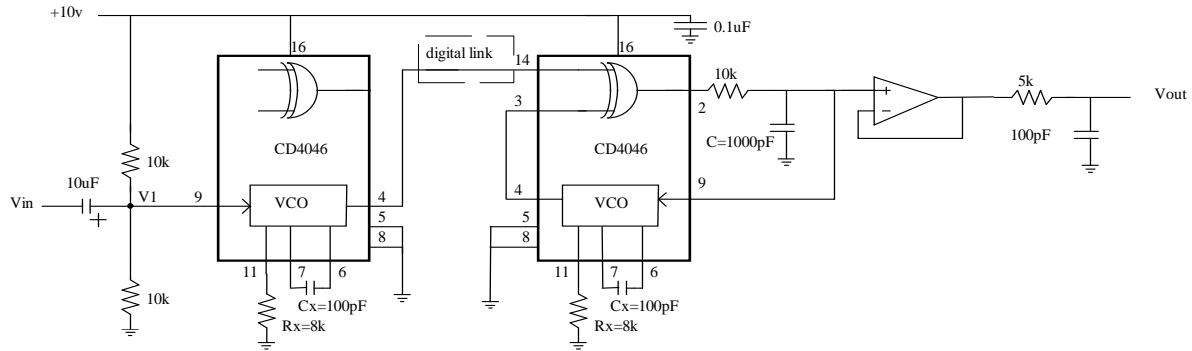 +10v
0.1uF
16
digital link
14
16
10k
3
2
5k
Vout
C=1000pF
100pF
CD4046
CD4046
10k
10uF
Vin
V1
9
VCO
4
5
8
4
VCO
9
5
8
11
7
6
11
7
6
10k
Cx=100pF
Rx=8k
Cx=100pF
Rx=8k